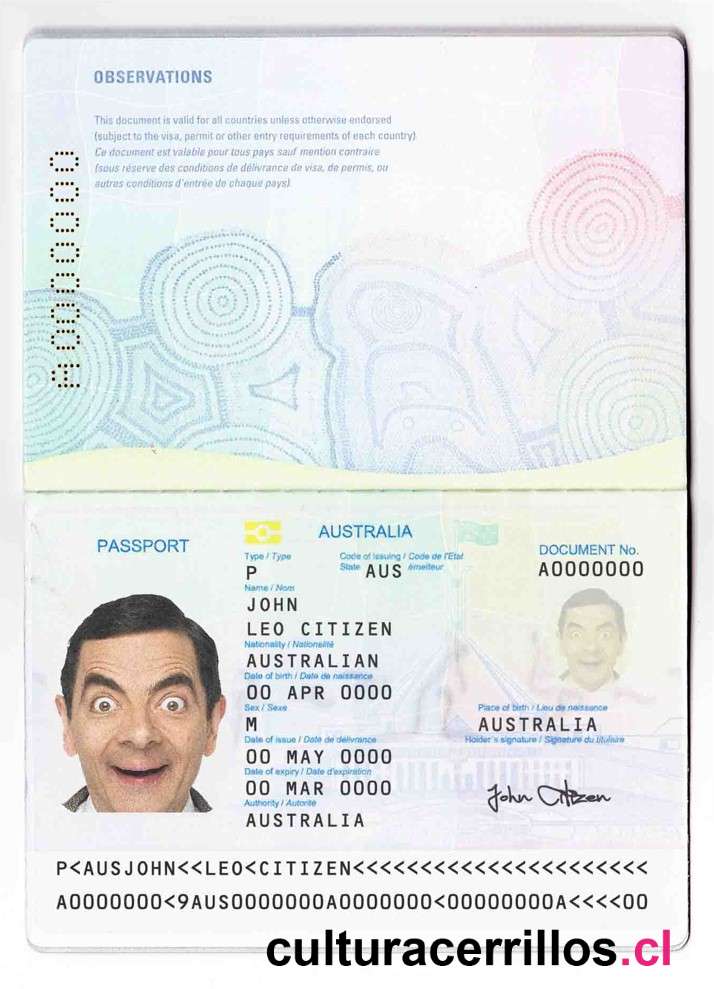 OBSERVATIONS
This document is valid for all countries unless otherwise endorsed
(subject to the visa, permit or other entry requirements of each country)
Ce document est valable pour tous pays sauf mention contraire
(sous réserve des conditions de délivrance de visa, de permis, ou
autres conditions d'entrée de chaque pays)
A0000000
PASSPORT
AUSTRALIA
Type / Type
Code of Issuing / Code de l'Etat
State émetteur
DOCUMENT No.
P
AUS
A0000000
Name / Nom
JOHN
LEO CITIZEN
Nationality / Nationalité
AUSTRALIAN
Date of birth / Date de naissance
00 APR 0000
Sex / Sexe
M
Place of birth / Lieu de naissance
AUSTRALIA
Date of issue / Date de délivrance
00 MAY 0000
Holder's signature / Signature du titulaire
Date of expiry / Date d'expiration
00 MAR 0000
John Citizen
Authority / Autorité
AUSTRALIA
P<AUSJOHN<<LEO<CITIZEN<<<<<<<<<<<<<<<<<<<<<<
A0000000<9AUS0000000A0000000<00000000A<<<<00
culturacerrillos.cl